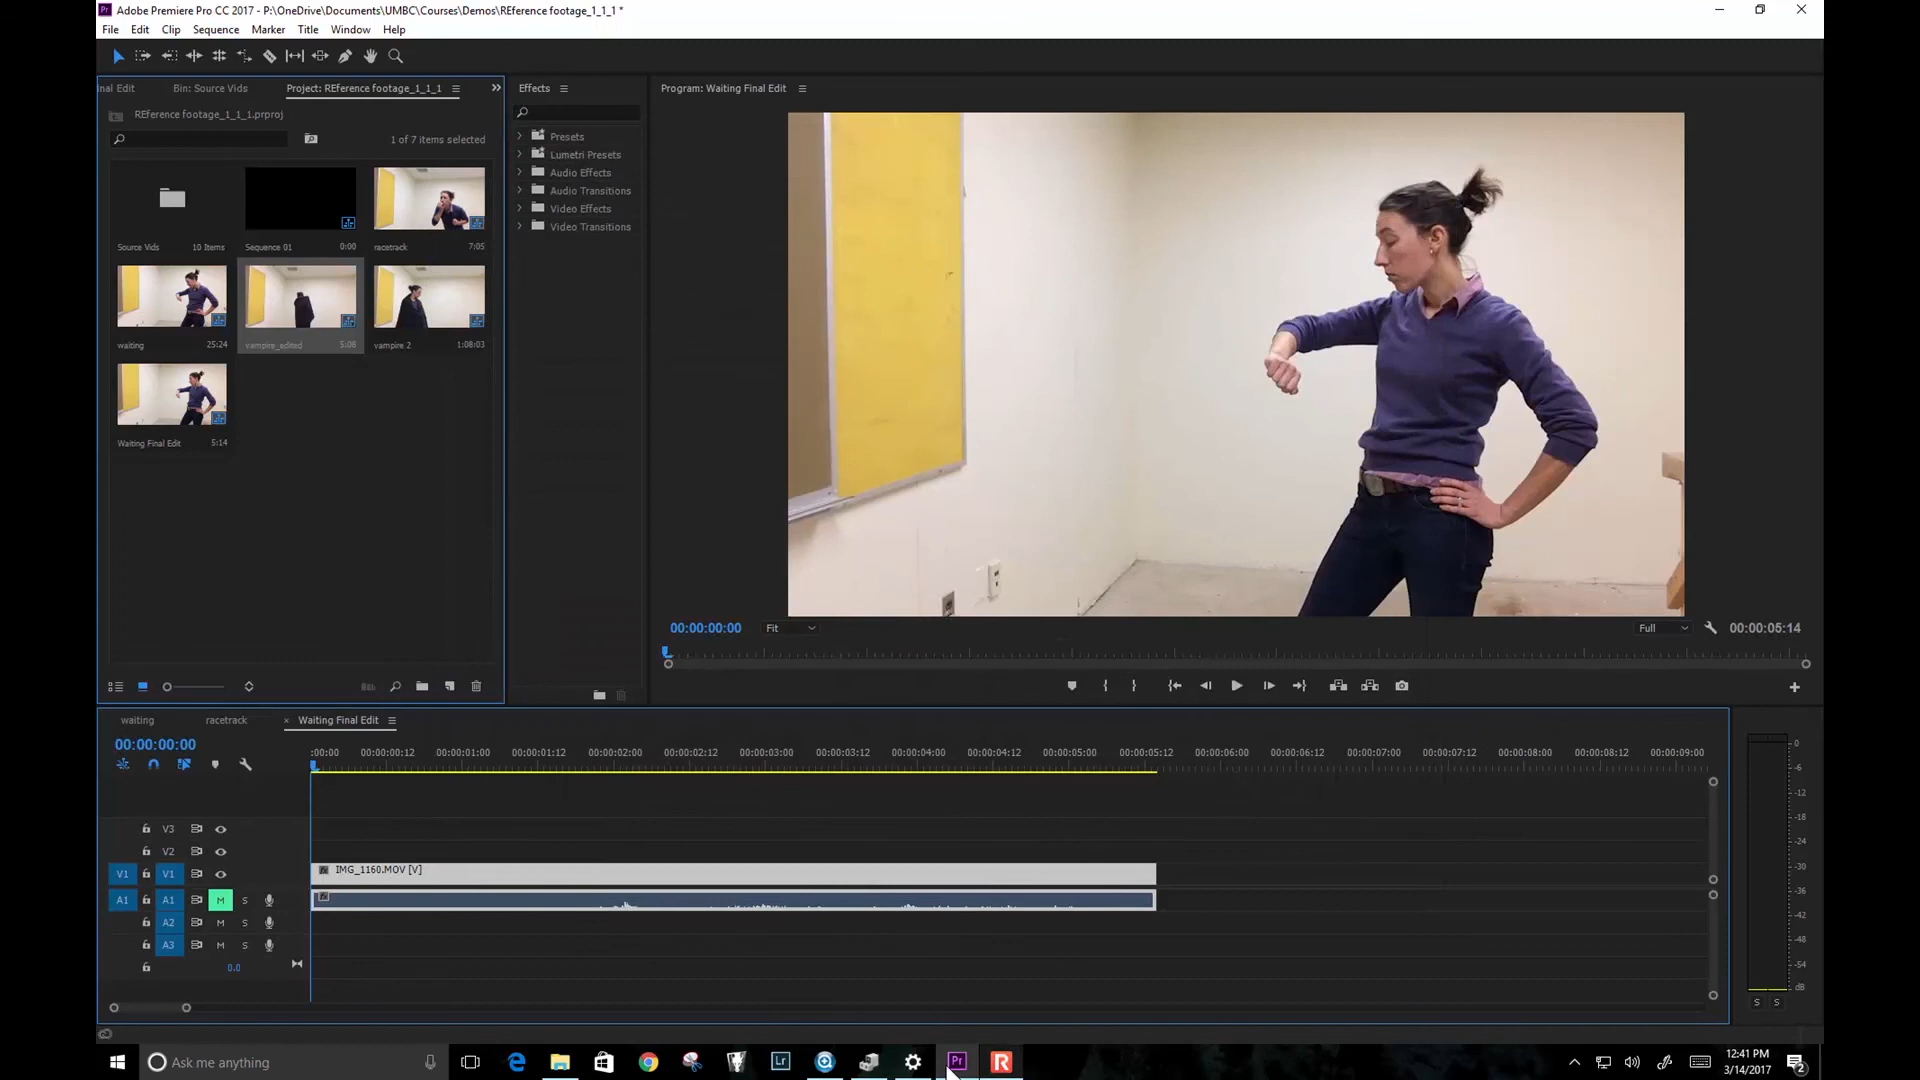 Adobe Premiere Pro CC 2017 - P:\OneDrive\Documents\UMBC\Courses\Demos\REference footage_1_1_1 *
File Edit Clip Sequence Marker Title Window Help
inal Edit Bin: Source Vids Project: REference footage_1_1_1
REference footage_1_1_1.prproj
1 of 7 items selected
Source Vids 10 Items Sequence 01 0:00 racetrack 7:05
waiting 25:24 vampire_edited 5:08 vampire 2 1:08:03
Waiting Final Edit 5:14
Effects
Presets
Lumetri Presets
Audio Effects
Audio Transitions
Video Effects
Video Transitions
Program: Waiting Final Edit
00:00:00:00 Fit Full 00:00:05:14
waiting racetrack × Waiting Final Edit
00:00:00:00
:00:00 00:00:00:12 00:00:01:00 00:00:01:12 00:00:02:00 00:00:02:12 00:00:03:00 00:00:03:12 00:00:04:00 00:00:04:12 00:00:05:00 00:00:05:12 00:00:06:00 00:00:06:12 00:00:07:00 00:00:07:12 00:00:08:00 00:00:08:12 00:00:09:00
V3
V2
V1 V1 IMG_1160.MOV [V]
A1 A1 M S
A2 M S
A3 M S
0.0
0
-6
-12
-18
-24
-30
-36
-42
-48
-54
dB
S S
Ask me anything
Lr Pr R
12:41 PM
3/14/2017
2